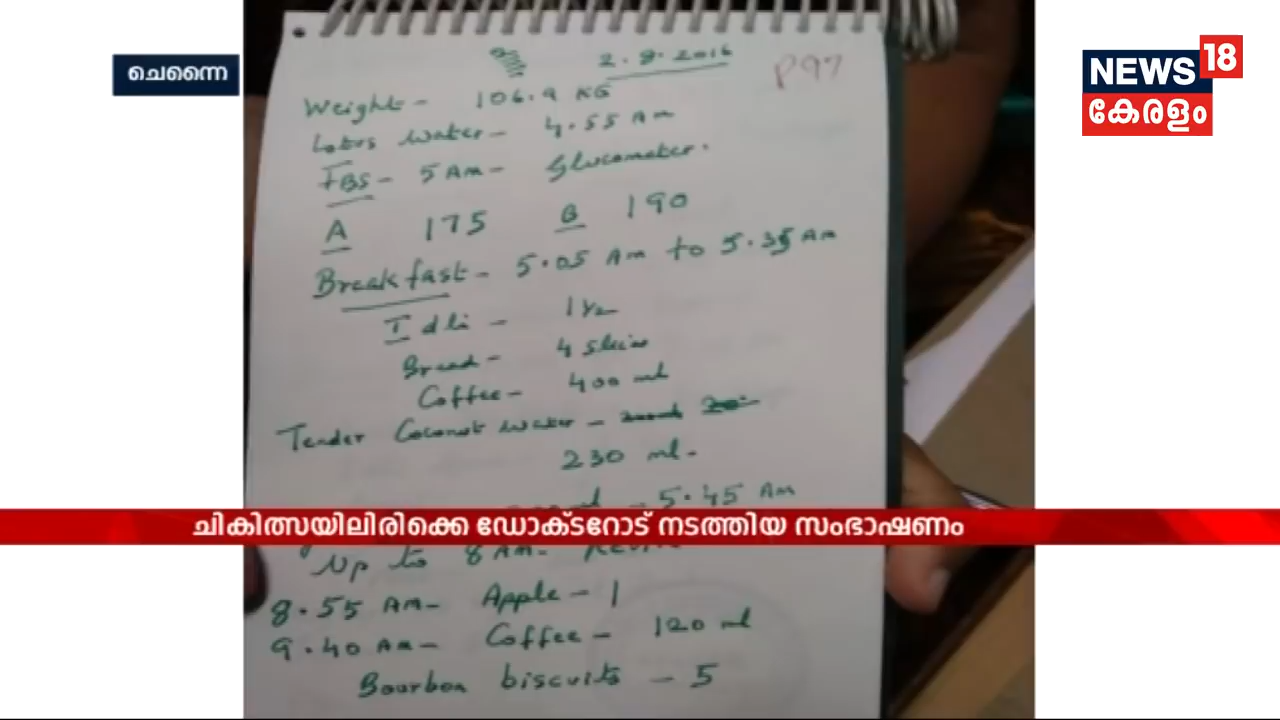 ചെന്നൈ
NEWS 18
കേരളം
2.8.2016
P97
Weight - 106.9 KG
Lotus water - 4.55 Am
FBS - 5 Am - Glucometer.
A 175 B 190
Breakfast - 5.05 Am to 5.35 Am
Idli - 1½
Bread - 4
Coffee - 400 ml
Tender Coconut water -
230 ml.
- 5.45 Am
ചികിത്സയിലിരിക്കെ ഡോക്ടറോട് നടത്തിയ സംഭാഷണം
Up to 8 Am -
8.55 Am - Apple - 1
9.40 Am - Coffee - 120 ml
Bourbon biscuits - 5